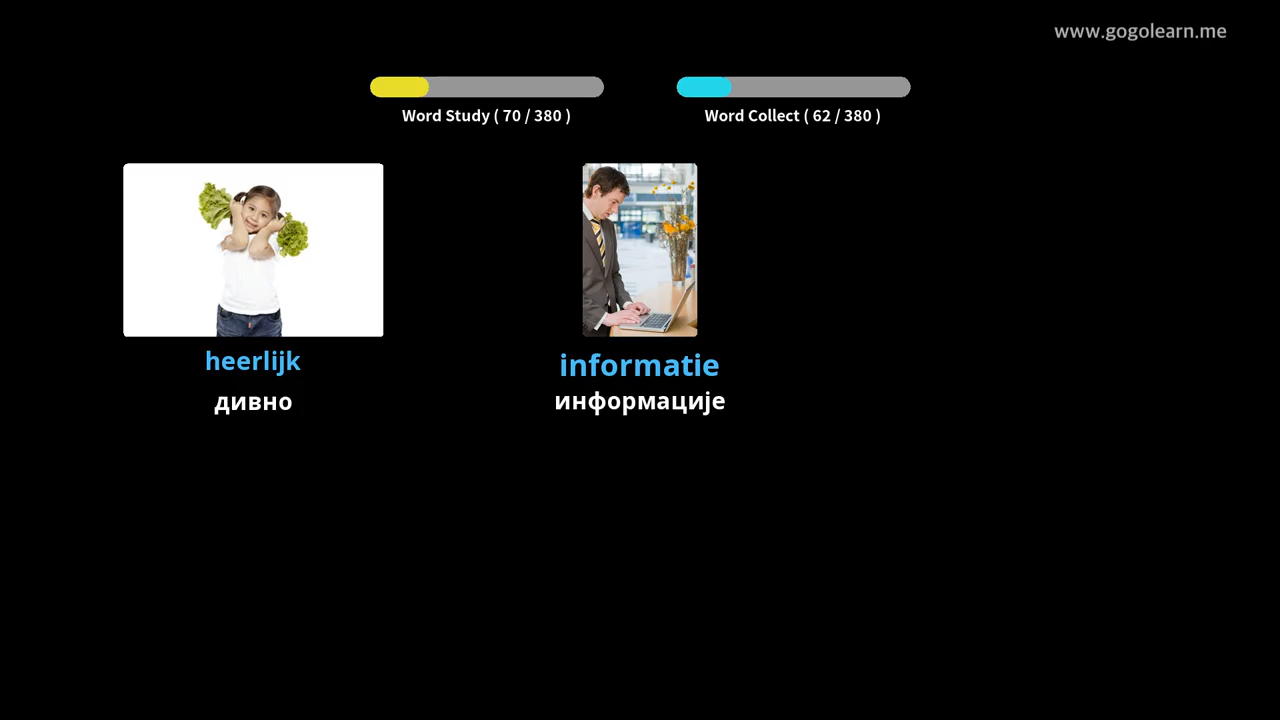 www.gogolearn.me
Word Study ( 70 / 380 )
Word Collect ( 62 / 380 )
heerlijk
дивно
informatie
информације